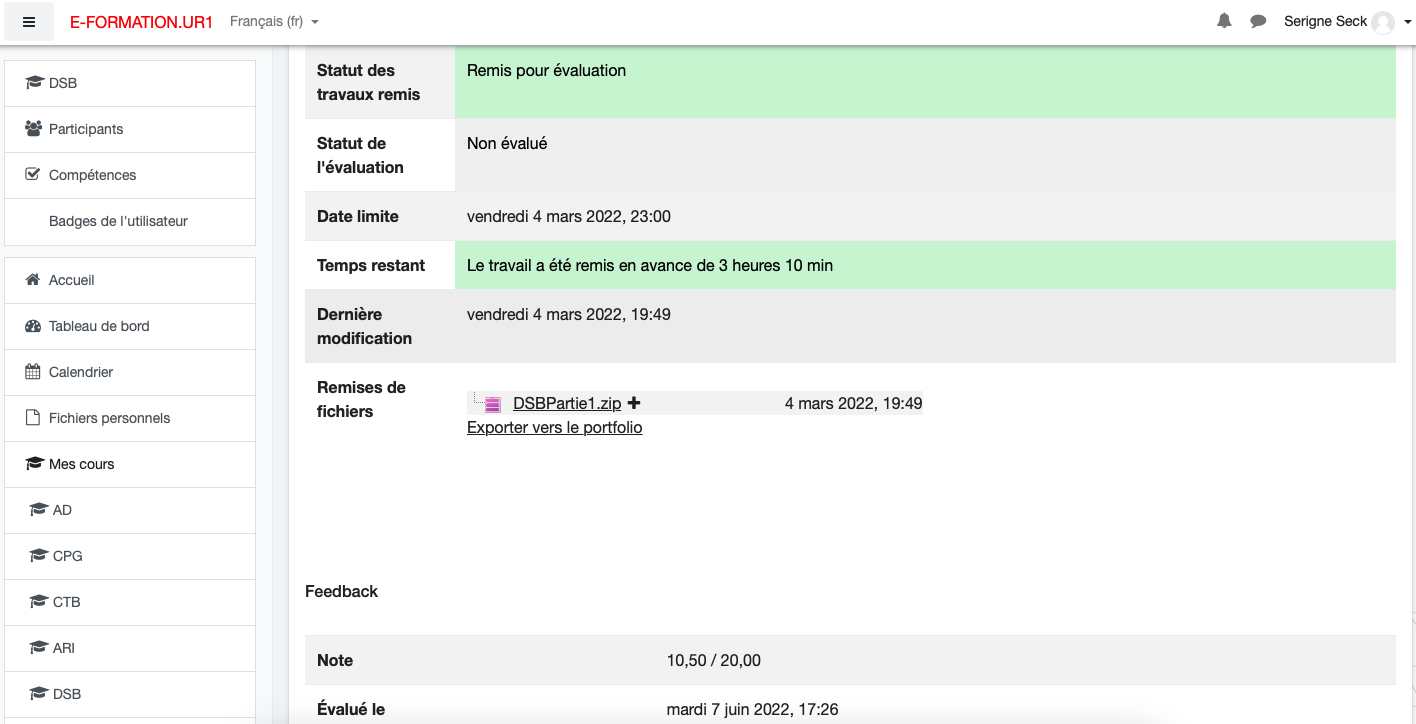 E-FORMATION.UR1 Français (fr) Serigne Seck
DSB
Participants
Compétences
Badges de l'utilisateur
Accueil
Tableau de bord
Calendrier
Fichiers personnels
Mes cours
AD
CPG
CTB
ARI
DSB
Statut des
travaux remis
Remis pour évaluation
Statut de
l'évaluation
Non évalué
Date limite
vendredi 4 mars 2022, 23:00
Temps restant
Le travail a été remis en avance de 3 heures 10 min
Dernière
modification
vendredi 4 mars 2022, 19:49
Remises de
fichiers
DSBPartie1.zip 4 mars 2022, 19:49
Exporter vers le portfolio
Feedback
Note
10,50 / 20,00
Évalué le
mardi 7 juin 2022, 17:26